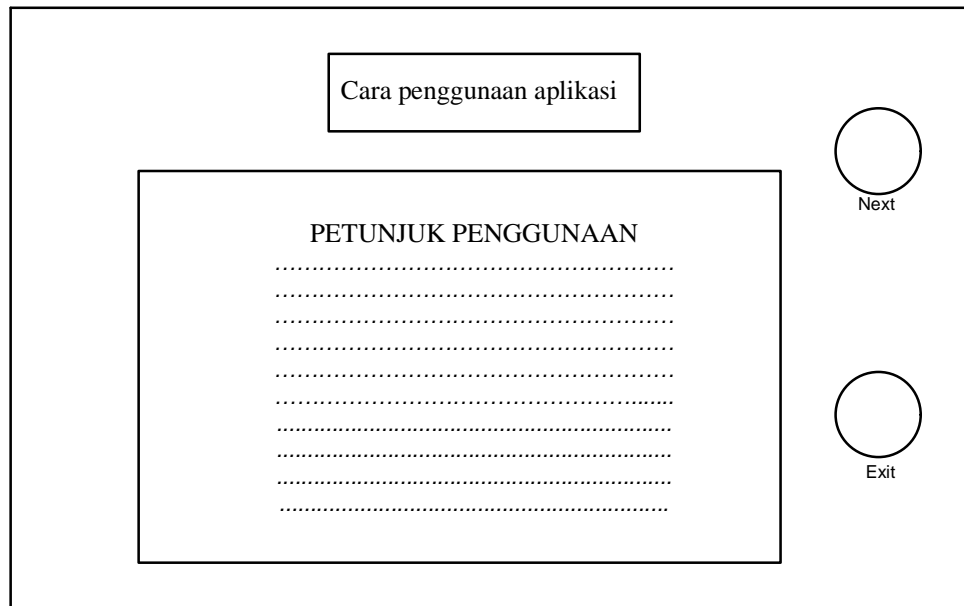 Cara penggunaan aplikasi
Next
PETUNJUK PENGGUNAAN
……………………………………………
……………………………………………
……………………………………………
……………………………………………
……………………………………………
……………………………………….......
................................................................
................................................................
................................................................
...............................................................
Exit